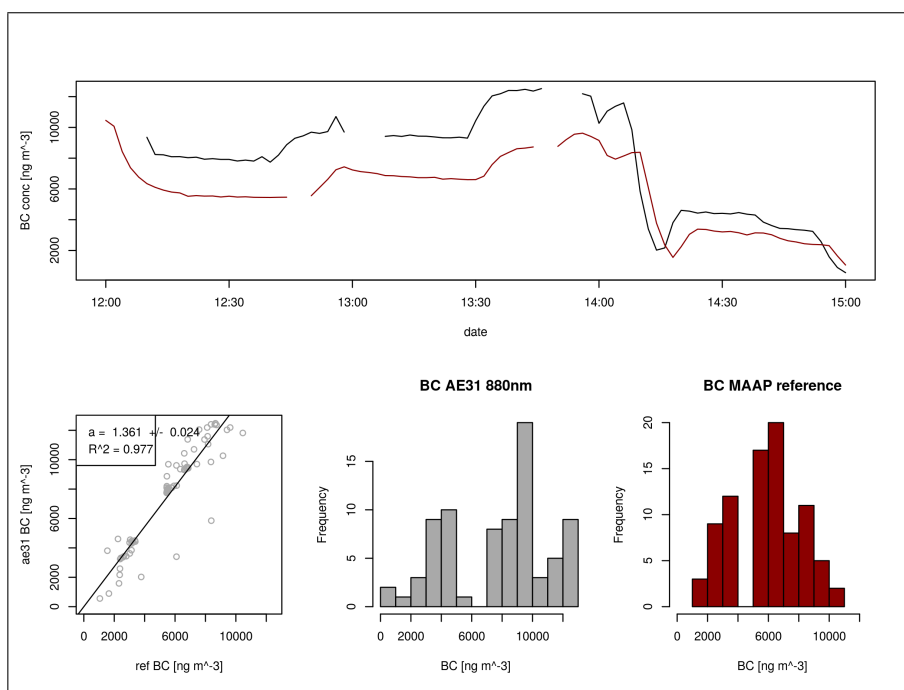 BC conc [ng m^-3]
10000
6000
2000
12:00 12:30 13:00 13:30 14:00 14:30 15:00
date
BC AE31 880nm
BC MAAP reference
ae31 BC [ng m^-3]
10000
8000
6000
4000
2000
0
a = 1.361 +/- 0.024
R^2 = 0.977
0 2000 6000 10000
ref BC [ng m^-3]
Frequency
15
10
5
0
0 2000 6000 10000
BC [ng m^-3]
Frequency
20
15
10
5
0
0 2000 6000 10000
BC [ng m^-3]